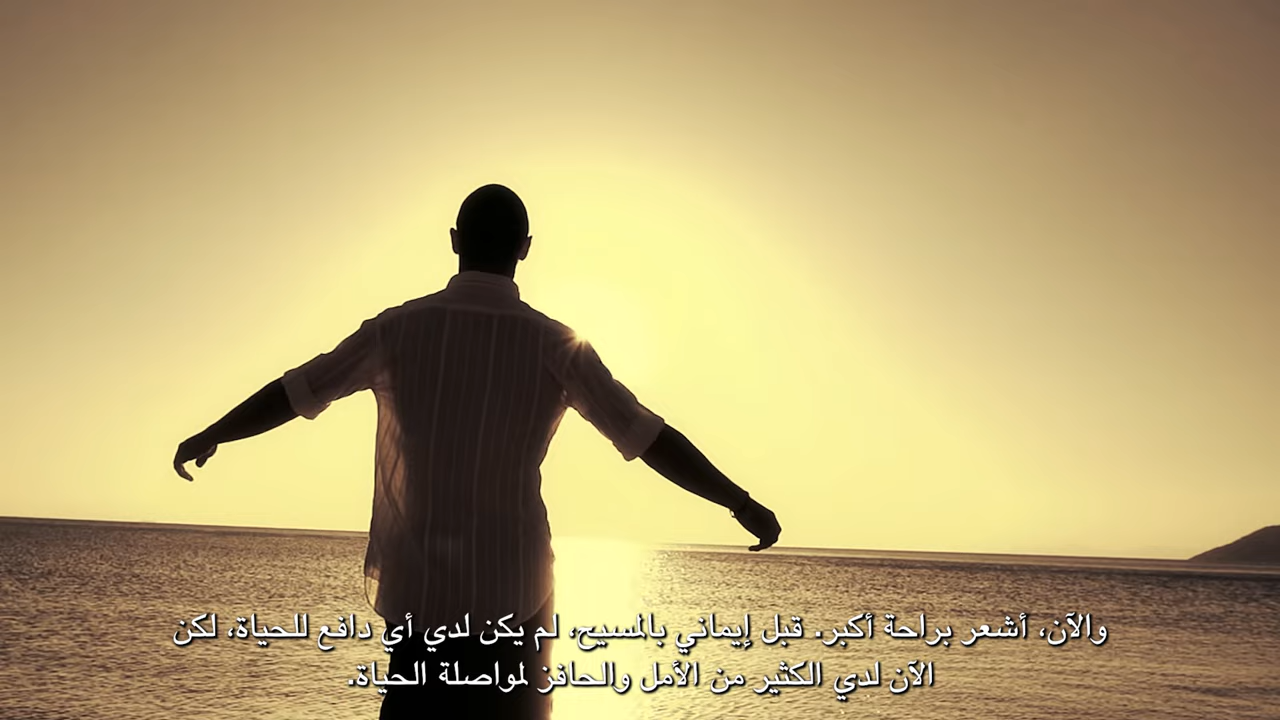 والآن، أشعر براحة أكبر. قبل إيماني بالمسيح، لم يكن لدي أي دافع للحياة، لكن
الآن لدي الكثير من الأمل والحافز لمواصلة الحياة.